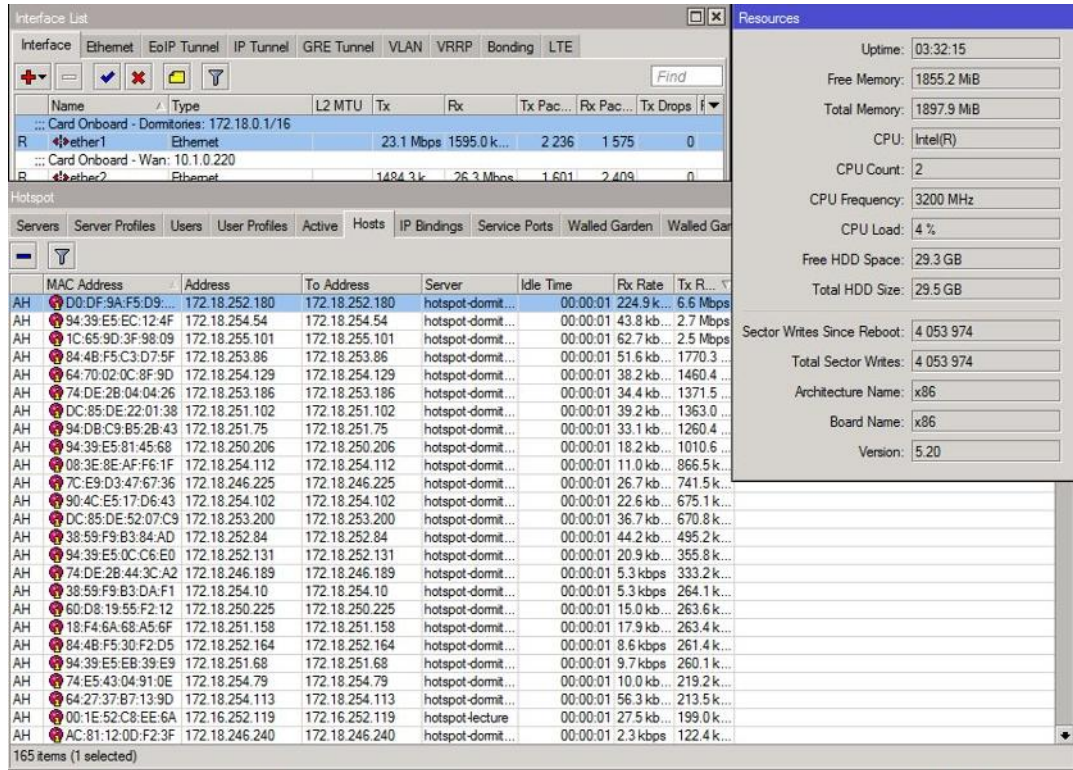 Interface List
Interface Ethernet EoIP Tunnel IP Tunnel GRE Tunnel VLAN VRRP Bonding LTE
Find
Name Type L2 MTU Tx Rx Tx Pac... Rx Pac... Tx Drops
::: Card Onboard - Dormitories: 172.18.0.1/16
R ether1 Ethernet 23.1 Mbps 1595.0 k... 2 236 1 575 0
::: Card Onboard - Wan: 10.1.0.220
R ether2 Ethernet 1484.3 k... 26.3 Mbps 1 601 2 409 0
Hotspot
Servers Server Profiles Users User Profiles Active Hosts IP Bindings Service Ports Walled Garden Walled Gar
MAC Address Address To Address Server Idle Time Rx Rate Tx R...
AH D0:DF:9A:F5:D9:... 172.18.252.180 172.18.252.180 hotspot-dormit... 00:00:01 224.9 k... 6.6 Mbps
AH 94:39:E5:EC:12:4F 172.18.254.54 172.18.254.54 hotspot-dormit... 00:00:01 43.8 kb... 2.7 Mbps
AH 1C:65:9D:3F:98:09 172.18.255.101 172.18.255.101 hotspot-dormit... 00:00:01 62.7 kb... 2.5 Mbps
AH 84:4B:F5:C3:D7:5F 172.18.253.86 172.18.253.86 hotspot-dormit... 00:00:01 51.6 kb... 1770.3 ...
AH 64:70:02:0C:8F:9D 172.18.254.129 172.18.254.129 hotspot-dormit... 00:00:01 38.2 kb... 1460.4 ...
AH 74:DE:2B:04:04:26 172.18.253.186 172.18.253.186 hotspot-dormit... 00:00:01 34.4 kb... 1371.5 ...
AH DC:85:DE:22:01:38 172.18.251.102 172.18.251.102 hotspot-dormit... 00:00:01 39.2 kb... 1363.0 ...
AH 94:DB:C9:B5:2B:43 172.18.251.75 172.18.251.75 hotspot-dormit... 00:00:01 33.1 kb... 1260.4 ...
AH 94:39:E5:81:45:68 172.18.250.206 172.18.250.206 hotspot-dormit... 00:00:01 18.2 kb... 1010.6 ...
AH 08:3E:8E:AF:F6:1F 172.18.254.112 172.18.254.112 hotspot-dormit... 00:00:01 11.0 kb... 866.5 k...
AH 7C:E9:D3:47:67:36 172.18.246.225 172.18.246.225 hotspot-dormit... 00:00:01 26.7 kb... 741.5 k...
AH 90:4C:E5:17:D6:43 172.18.254.102 172.18.254.102 hotspot-dormit... 00:00:01 22.6 kb... 675.1 k...
AH DC:85:DE:52:07:C9 172.18.253.200 172.18.253.200 hotspot-dormit... 00:00:01 36.7 kb... 670.8 k...
AH 38:59:F9:B3:84:AD 172.18.252.84 172.18.252.84 hotspot-dormit... 00:00:01 44.2 kb... 495.2 k...
AH 94:39:E5:0C:C6:E0 172.18.252.131 172.18.252.131 hotspot-dormit... 00:00:01 20.9 kb... 355.8 k...
AH 74:DE:2B:44:3C:A2 172.18.246.189 172.18.246.189 hotspot-dormit... 00:00:01 5.3 kbps 333.2 k...
AH 38:59:F9:B3:DA:F1 172.18.254.10 172.18.254.10 hotspot-dormit... 00:00:01 5.3 kbps 264.1 k...
AH 60:D8:19:55:F2:12 172.18.250.225 172.18.250.225 hotspot-dormit... 00:00:01 15.0 kb... 263.6 k...
AH 18:F4:6A:68:A5:6F 172.18.251.158 172.18.251.158 hotspot-dormit... 00:00:01 17.9 kb... 263.4 k...
AH 84:4B:F5:30:F2:D5 172.18.252.164 172.18.252.164 hotspot-dormit... 00:00:01 8.6 kbps 261.4 k...
AH 94:39:E5:EB:39:E9 172.18.251.68 172.18.251.68 hotspot-dormit... 00:00:01 9.7 kbps 260.1 k...
AH 74:E5:43:04:91:0E 172.18.254.79 172.18.254.79 hotspot-dormit... 00:00:01 10.0 kb... 219.2 k...
AH 64:27:37:B7:13:9D 172.18.254.113 172.18.254.113 hotspot-dormit... 00:00:01 56.3 kb... 213.5 k...
AH 00:1E:52:C8:EE:6A 172.16.252.119 172.16.252.119 hotspot-lecture 00:00:01 27.5 kb... 199.0 k...
AH AC:81:12:0D:F2:3F 172.18.246.240 172.18.246.240 hotspot-dormit... 00:00:01 2.3 kbps 122.4 k...
165 items (1 selected)
Resources
Uptime: 03:32:15
Free Memory: 1855.2 MiB
Total Memory: 1897.9 MiB
CPU: Intel(R)
CPU Count: 2
CPU Frequency: 3200 MHz
CPU Load: 4 %
Free HDD Space: 29.3 GB
Total HDD Size: 29.5 GB
Sector Writes Since Reboot: 4 053 974
Total Sector Writes: 4 053 974
Architecture Name: x86
Board Name: x86
Version: 5.20